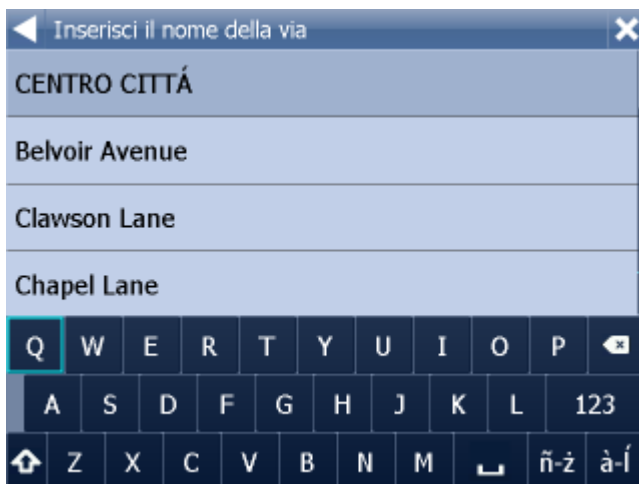 Inserisci il nome della via
CENTRO CITTÁ
Belvoir Avenue
Clawson Lane
Chapel Lane
Q W E R T Y U I O P
A S D F G H J K L 123
Z X C V B N M ñ-ż à-Í